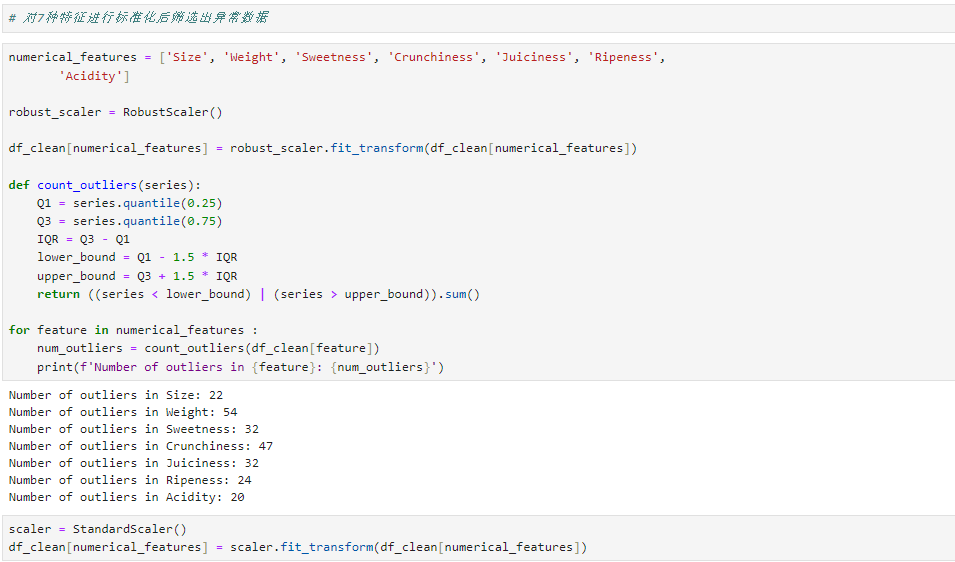 # 对7种特征进行标准化后筛选出异常数据
numerical_features = ['Size', 'Weight', 'Sweetness', 'Crunchiness', 'Juiciness', 'Ripeness',
       'Acidity']
robust_scaler = RobustScaler()
df_clean[numerical_features] = robust_scaler.fit_transform(df_clean[numerical_features])
def count_outliers(series):
    Q1 = series.quantile(0.25)
    Q3 = series.quantile(0.75)
    IQR = Q3 - Q1
    lower_bound = Q1 - 1.5 * IQR
    upper_bound = Q3 + 1.5 * IQR
    return ((series < lower_bound) | (series > upper_bound)).sum()
for feature in numerical_features :
    num_outliers = count_outliers(df_clean[feature])
    print(f'Number of outliers in {feature}: {num_outliers}')
Number of outliers in Size: 22
Number of outliers in Weight: 54
Number of outliers in Sweetness: 32
Number of outliers in Crunchiness: 47
Number of outliers in Juiciness: 32
Number of outliers in Ripeness: 24
Number of outliers in Acidity: 20
scaler = StandardScaler()
df_clean[numerical_features] = scaler.fit_transform(df_clean[numerical_features])